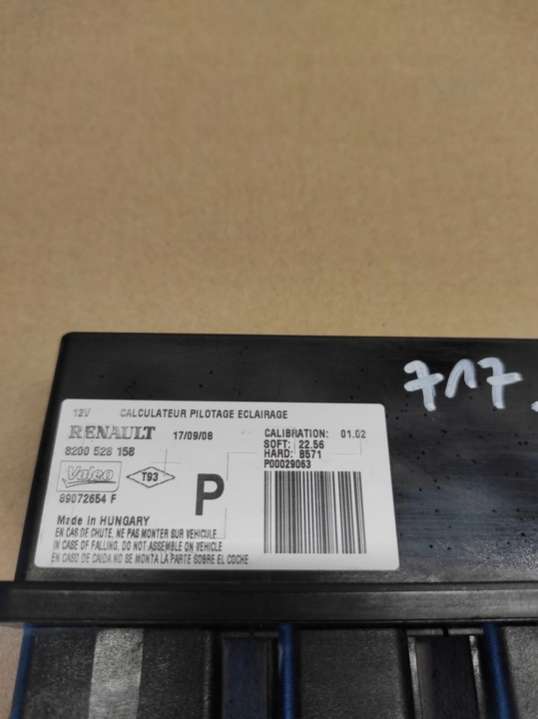 717
12V CALCULATEUR PILOTAGE ECLAIRAGE
RENAULT 17/09/08
CALIBRATION: 01.02
SOFT: 22.56
HARD: B571
P00029063
8200 528 158
Valeo T93 P
89072654 F
Made in HUNGARY
EN CAS DE CHUTE, NE PAS MONTER SUR VEHICULE
IN CASE OF FALLING, DO NOT ASSEMBLE ON VEHICLE
EN CASO DE CAIDA NO SE MONTA LA PARTE SOBRE EL COCHE